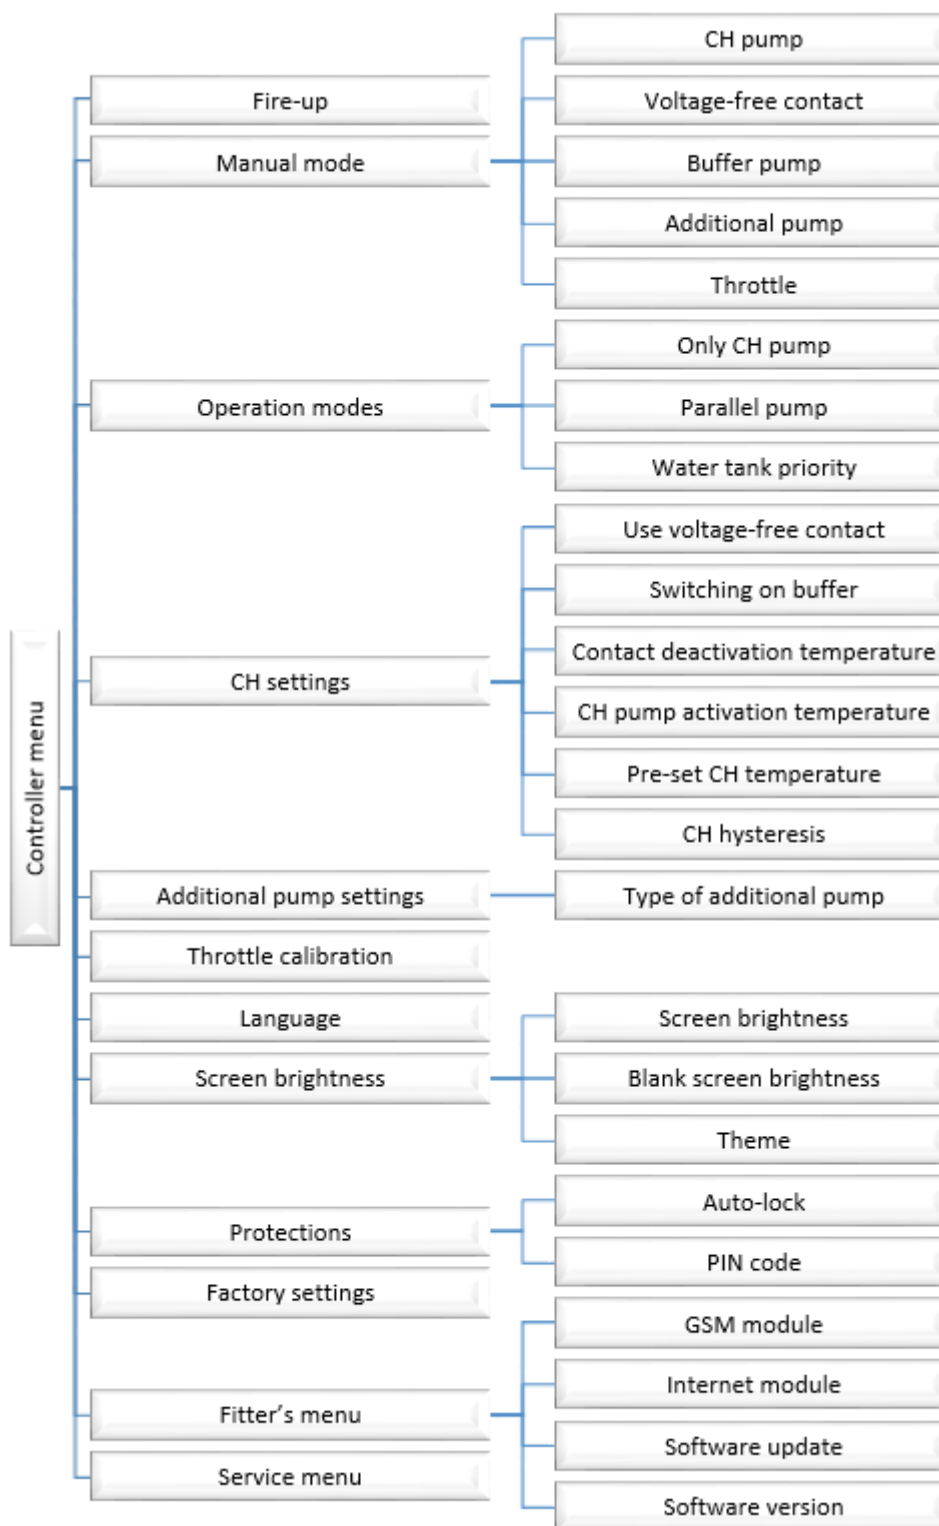 Controller menu
Fire-up
Manual mode
CH pump
Voltage-free contact
Buffer pump
Additional pump
Throttle
Operation modes
Only CH pump
Parallel pump
Water tank priority
CH settings
Use voltage-free contact
Switching on buffer
Contact deactivation temperature
CH pump activation temperature
Pre-set CH temperature
CH hysteresis
Additional pump settings
Type of additional pump
Throttle calibration
Language
Screen brightness
Screen brightness
Blank screen brightness
Theme
Protections
Auto-lock
PIN code
Factory settings
Fitter’s menu
GSM module
Internet module
Software update
Software version
Service menu